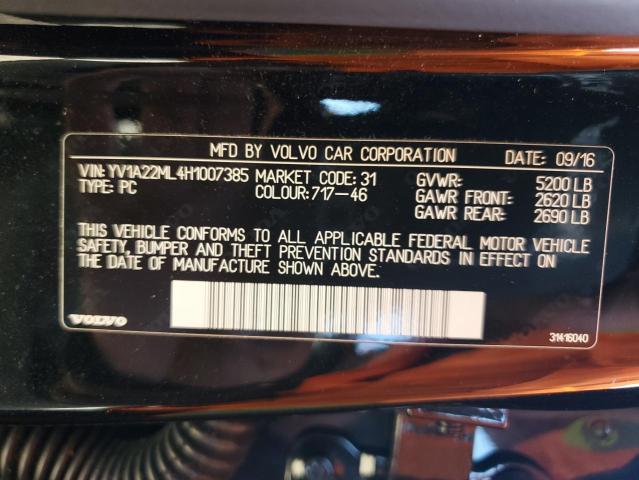 MFD BY VOLVO CAR CORPORATION DATE: 09/16
VIN: YV1A22ML4H1007385 MARKET CODE: 31 GVWR: 5200 LB
TYPE: PC COLOUR: 717-46 GAWR FRONT: 2620 LB
GAWR REAR: 2690 LB
THIS VEHICLE CONFORMS TO ALL APPLICABLE FEDERAL MOTOR VEHICLE
SAFETY, BUMPER AND THEFT PREVENTION STANDARDS IN EFFECT ON
THE DATE OF MANUFACTURE SHOWN ABOVE.
VOLVO 31416040